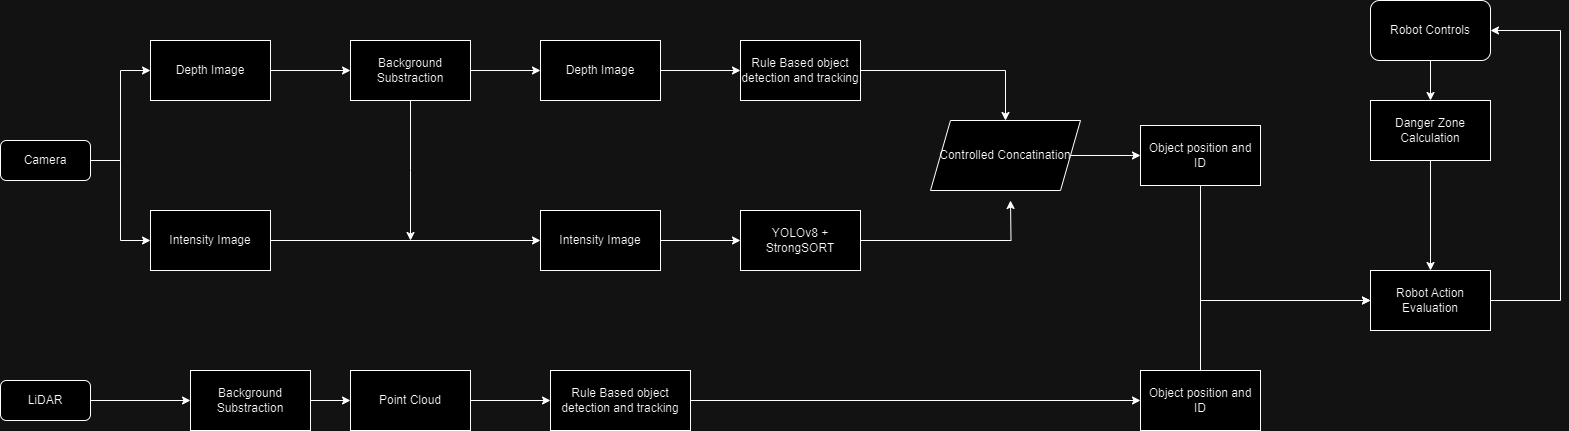 Robot Controls
Depth Image
Background
Substraction
Depth Image
Rule Based object
detection and tracking
Danger Zone
Calculation
Camera
Controlled Concatination
Object position and
ID
Intensity Image
Intensity Image
YOLOv8 +
StrongSORT
Robot Action
Evaluation
LiDAR
Background
Substraction
Point Cloud
Rule Based object
detection and tracking
Object position and
ID